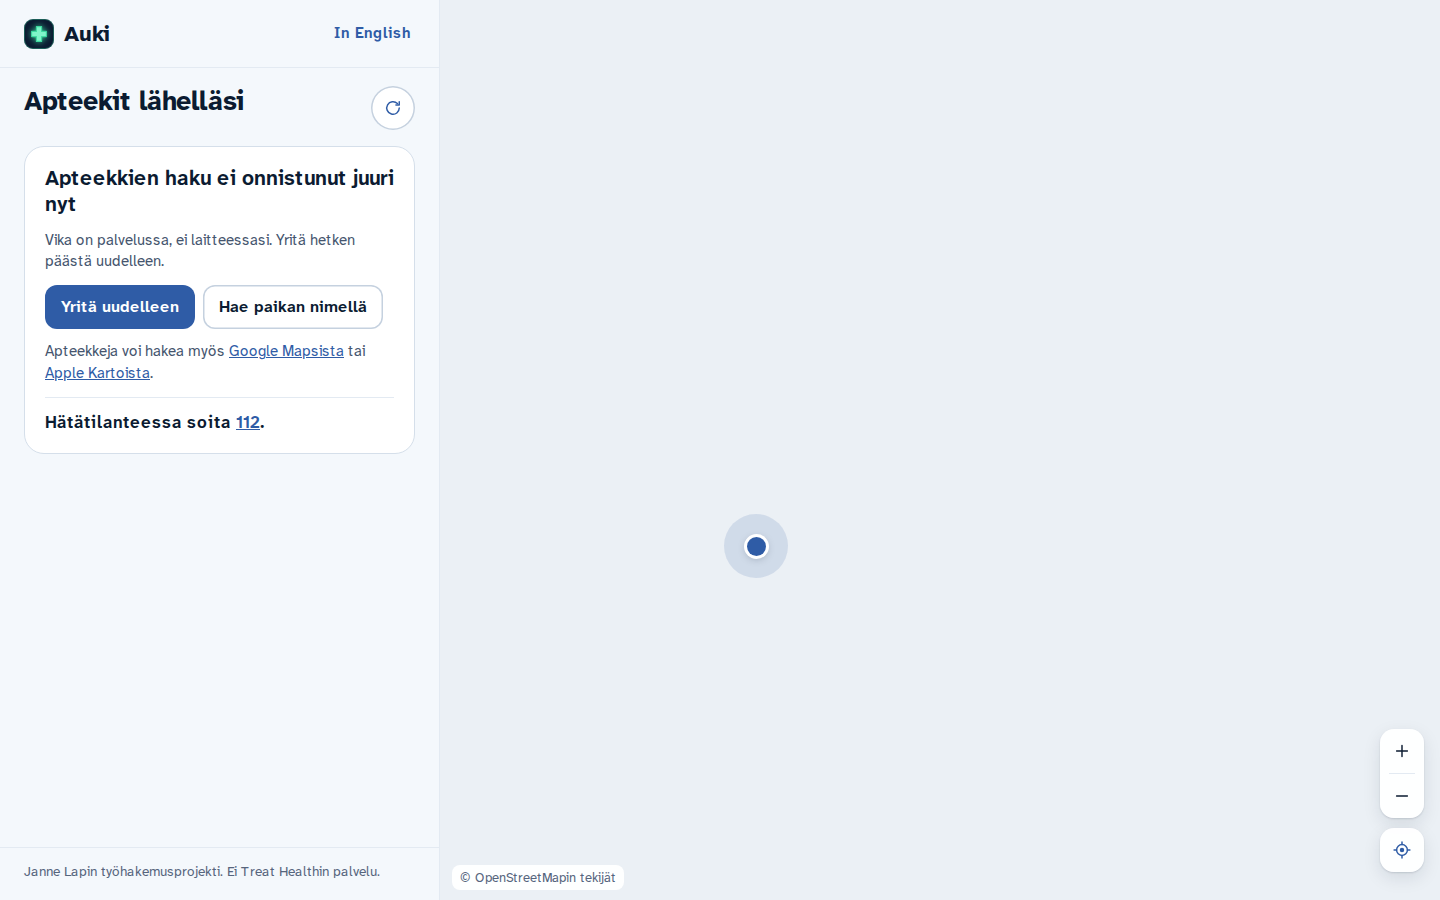 Auki
In English
Apteekit lähelläsi
Apteekkien haku ei onnistunut juuri
nyt
Vika on palvelussa, ei laitteessasi. Yritä hetken
päästä uudelleen.
Yritä uudelleen
Hae paikan nimellä
Apteekkeja voi hakea myös Google Mapsista tai
Apple Kartoista.
Hätätilanteessa soita 112.
Janne Lapin työhakemusprojekti. Ei Treat Healthin palvelu.
© OpenStreetMapin tekijät